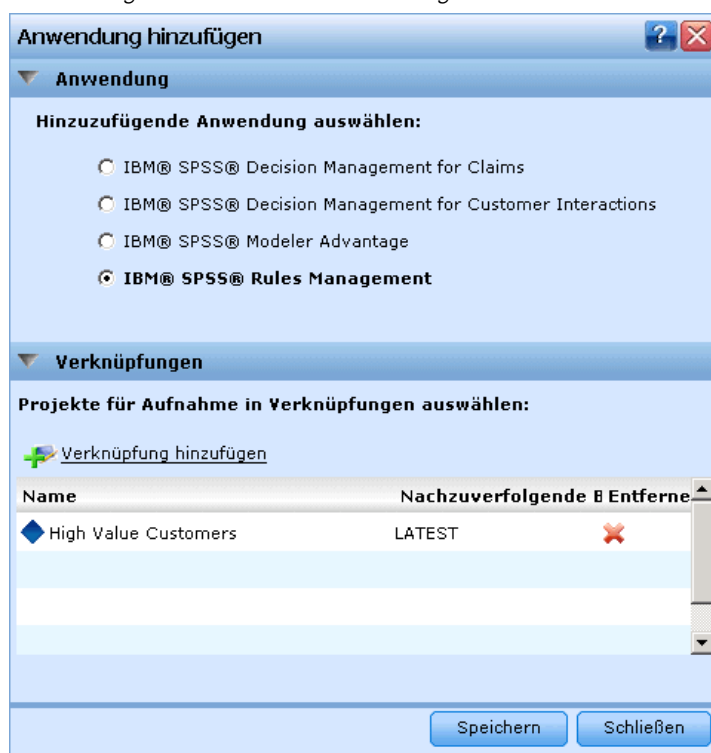 Anwendung hinzufügen
?
Anwendung
Hinzuzufügende Anwendung auswählen:
IBM® SPSS® Decision Management for Claims
IBM® SPSS® Decision Management for Customer Interactions
IBM® SPSS® Modeler Advantage
IBM® SPSS® Rules Management
Verknüpfungen
Projekte für Aufnahme in Verknüpfungen auswählen:
Verknüpfung hinzufügen
Name Nachzuverfolgende B Entferne
High Value Customers LATEST
Speichern Schließen